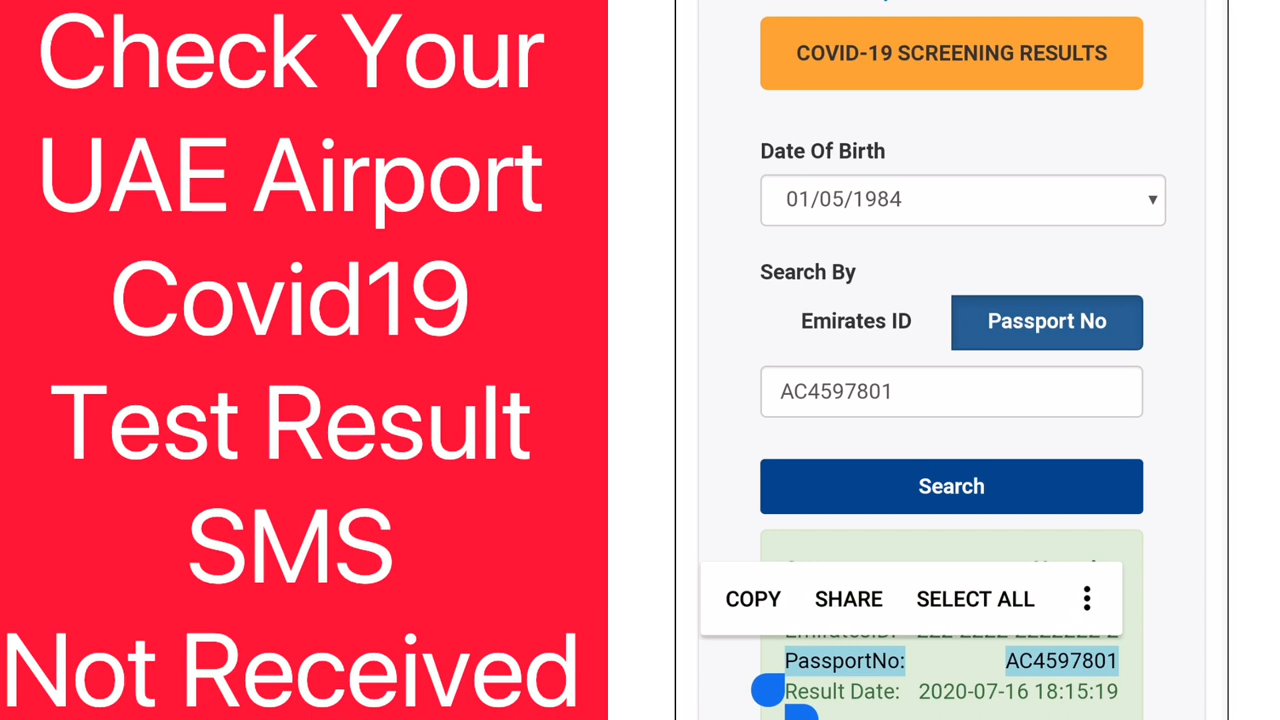 Check Your
UAE Airport
Covid19
Test Result
SMS
Not Received
COVID-19 SCREENING RESULTS
Date Of Birth
01/05/1984
Search By
Emirates ID
Passport No
AC4597801
Search
COPY SHARE SELECT ALL
PassportNo: AC4597801
Result Date: 2020-07-16 18:15:19